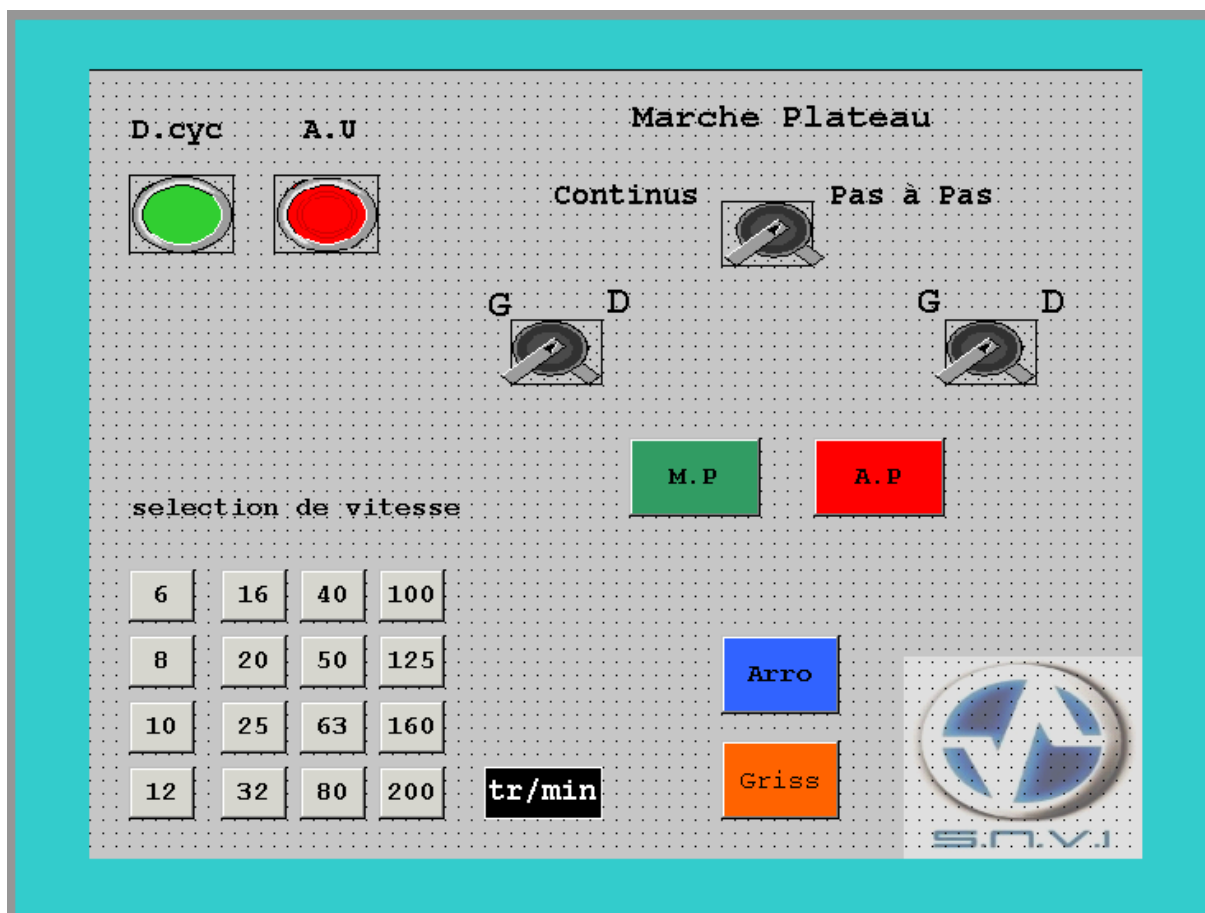 Marche Plateau
D.cyc A.U
Continus Pas à Pas
G D G D
M.P A.P
selection de vitesse
6 16 40 100
8 20 50 125
Arro
10 25 63 160
12 32 80 200 tr/min Griss
S.N.V.I